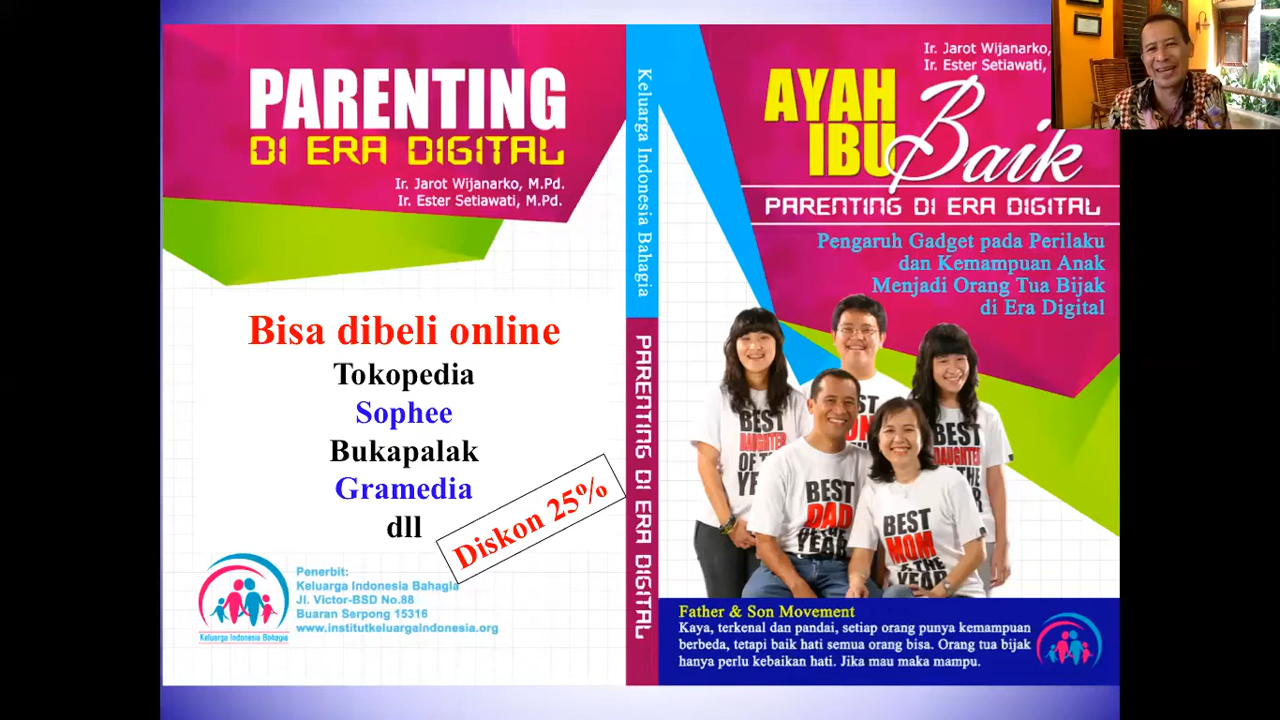 PARENTING
DI ERA DIGITAL
Ir. Jarot Wijanarko, M.Pd.
Ir. Ester Setiawati, M.Pd.
Bisa dibeli online
Tokopedia
Sophee
Bukapalak
Gramedia
dll
Diskon 25%
Keluarga Indonesia Bahagia
Penerbit:
Keluarga Indonesia Bahagia
Jl. Victor-BSD No.88
Buaran Serpong 15316
www.institutkeluargaIndonesia.org
Keluarga Indonesia Bahagia
PARENTING DI ERA DIGITAL
Ir. Jarot Wijanarko,
Ir. Ester Setiawati,
AYAH
IBU Baik
PARENTING DI ERA DIGITAL
Pengaruh Gadget pada Perilaku
dan Kemampuan Anak
Menjadi Orang Tua Bijak
di Era Digital
BEST
DAUGHTER
OF THE
BEST
DAUGHTER
THE
BEST
DAD
YEAR
BEST
MOM
THE
YEAR
Father & Son Movement
Kaya, terkenal dan pandai, setiap orang punya kemampuan
berbeda, tetapi baik hati semua orang bisa. Orang tua bijak
hanya perlu kebaikan hati. Jika mau maka mampu.